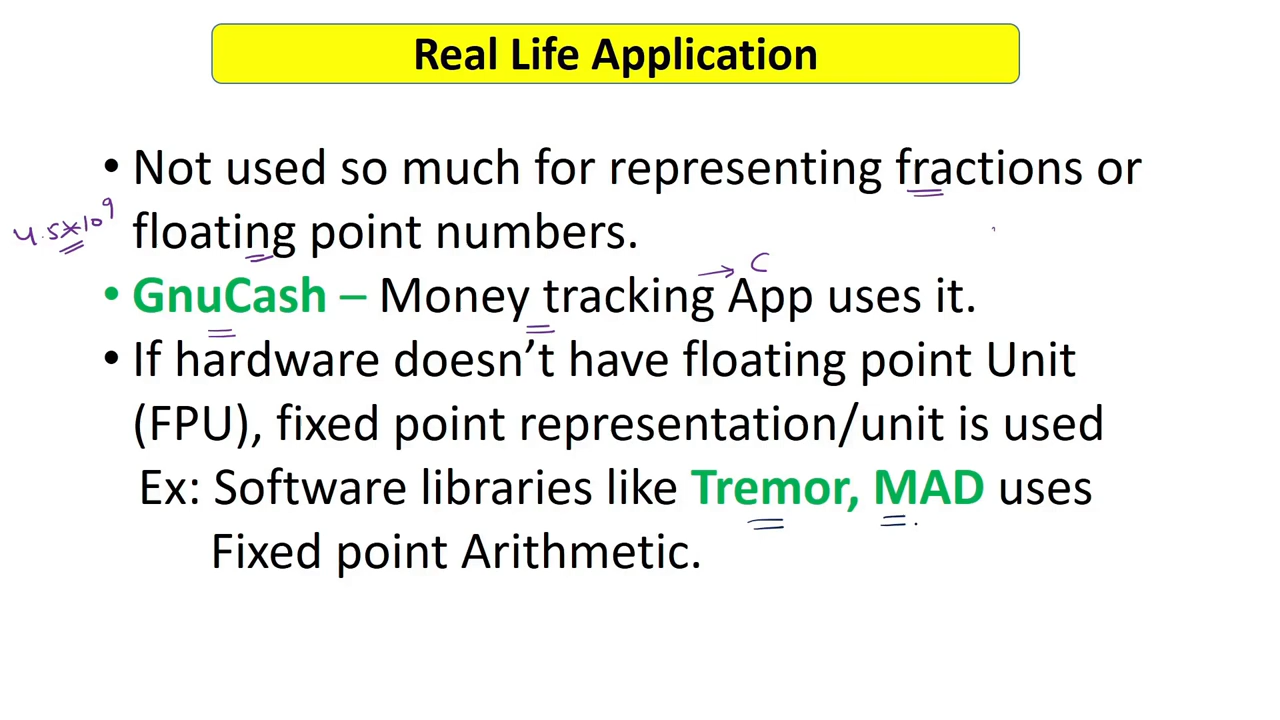 Real Life Application
• Not used so much for representing fractions or
4.5×10⁹
floating point numbers.
→ C
• GnuCash – Money tracking App uses it.
• If hardware doesn’t have floating point Unit
(FPU), fixed point representation/unit is used
Ex: Software libraries like Tremor, MAD uses
Fixed point Arithmetic.